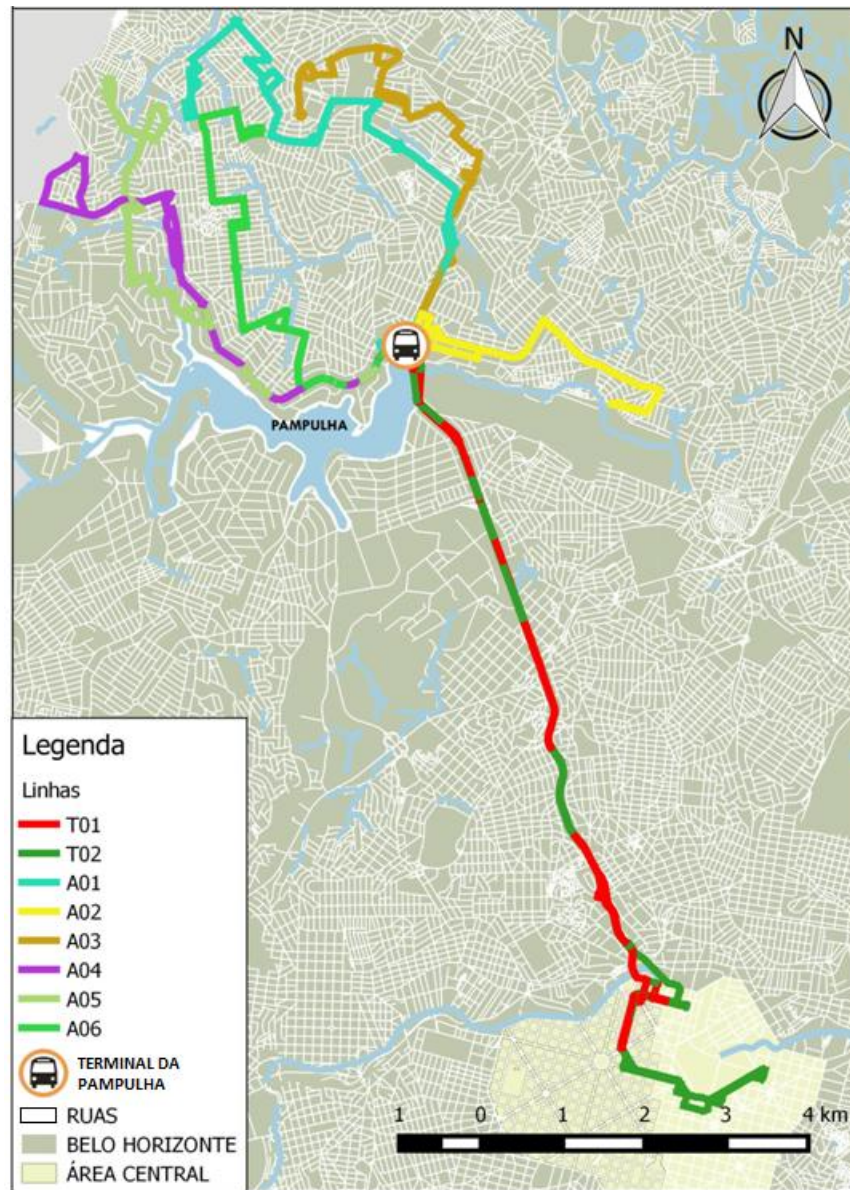 N
PAMPULHA
Legenda
Linhas
T01
T02
A01
A02
A03
A04
A05
A06
TERMINAL DA
PAMPULHA
RUAS
BELO HORIZONTE
ÁREA CENTRAL
1 0 1 2 3 4 km